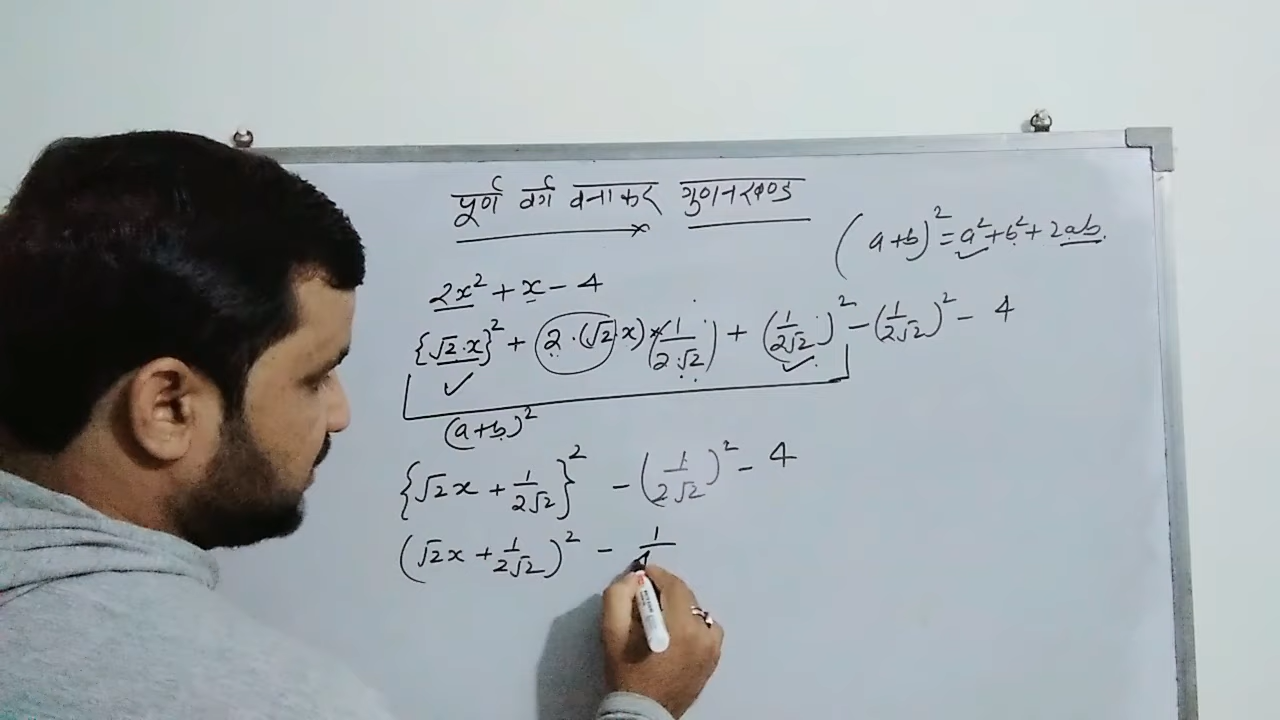 पूर्ण वर्ग बनाकर गुणनखण्ड
(a+b)² = a²+b²+2ab.
2x² + x - 4
{√2·x}² + 2·(√2·x)×(1/2·√2) + (1/2√2)² - (1/2√2)² - 4
(a+b)²
{√2x + 1/2√2}² - (1/2√2)² - 4
(√2x + 1/2√2)² - 1/4